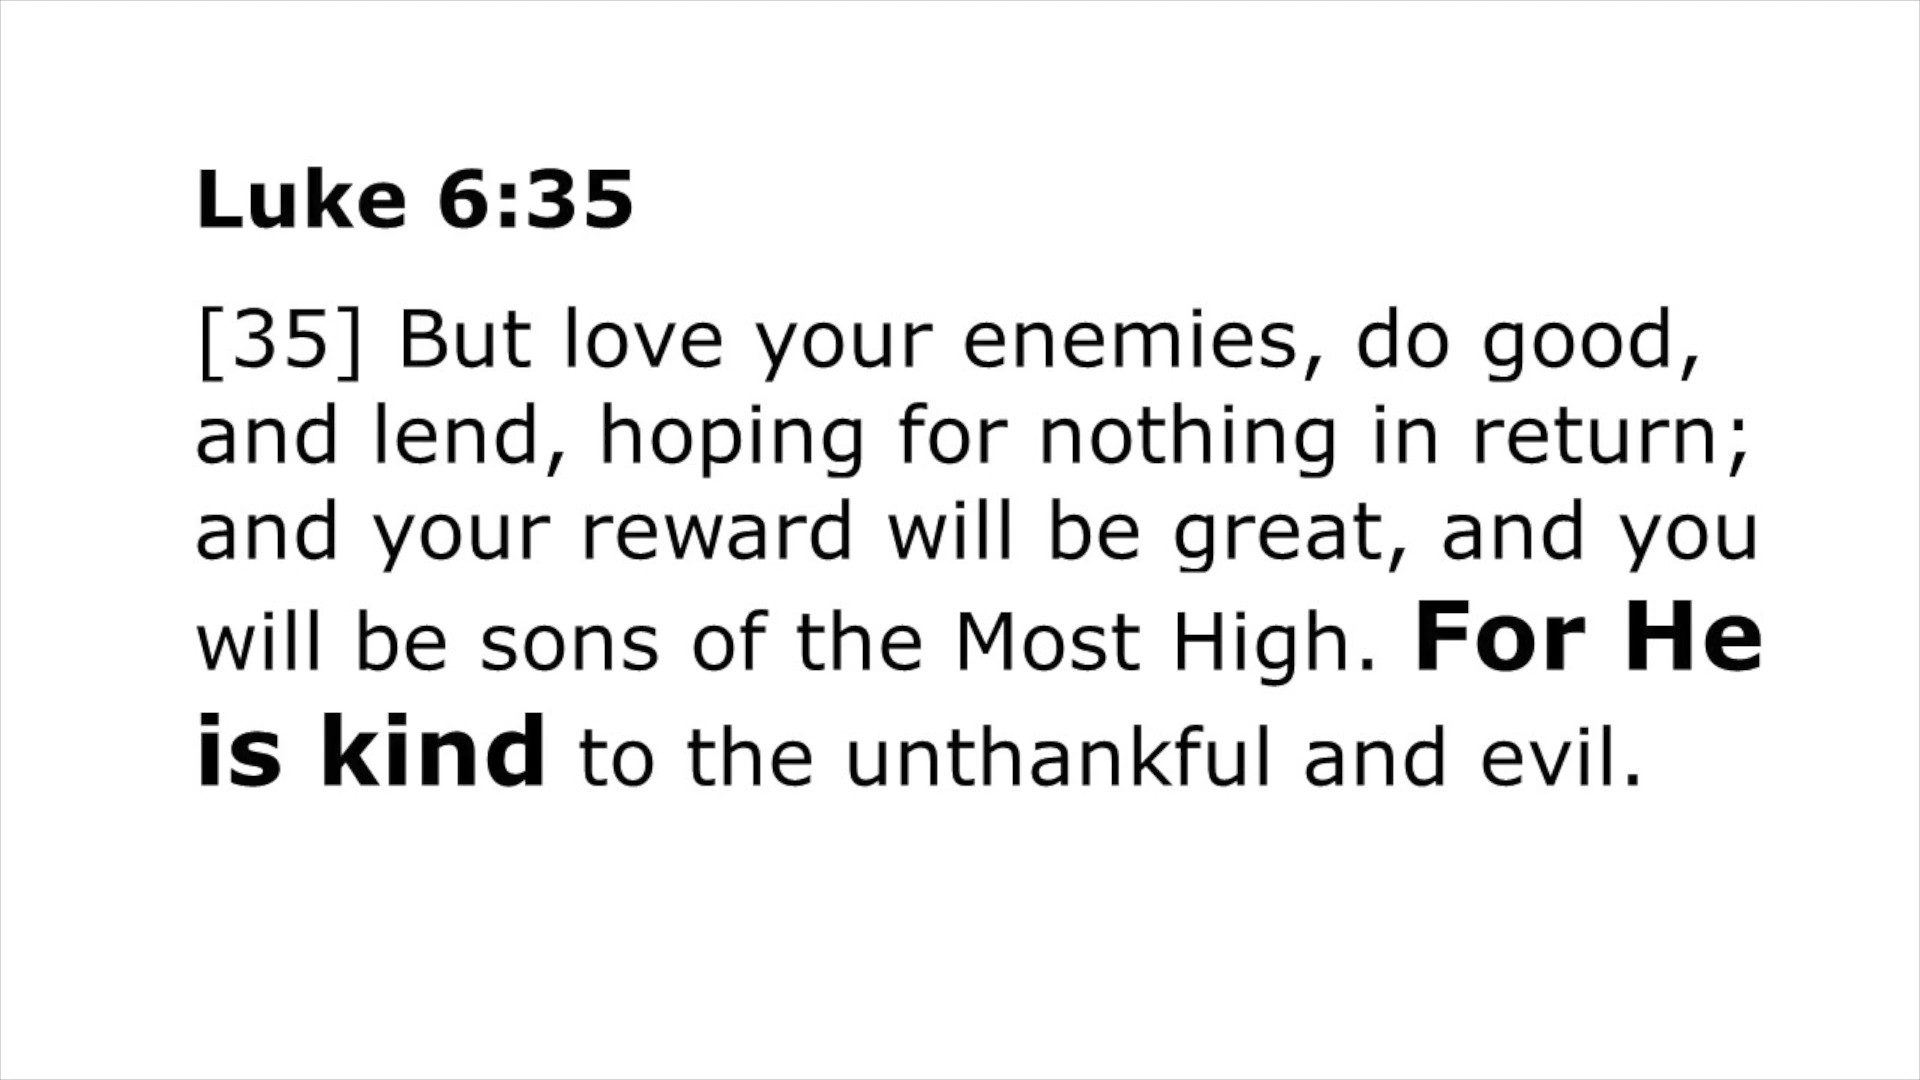 Luke 6:35
[35] But love your enemies, do good,
and lend, hoping for nothing in return;
and your reward will be great, and you
will be sons of the Most High. For He
is kind to the unthankful and evil.